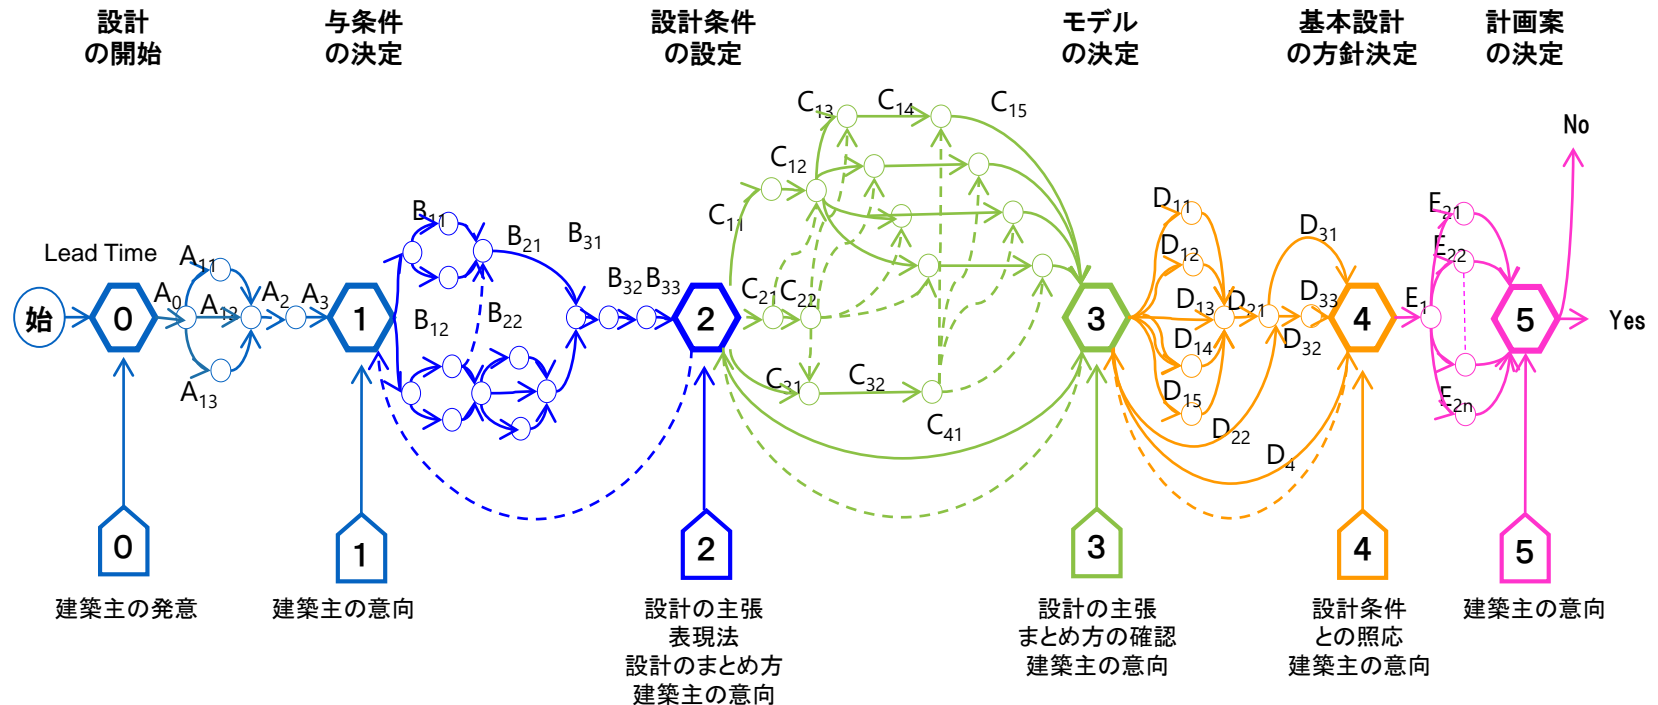 設計
の開始
与条件
の決定
設計条件
の設定
モデル
の決定
基本設計
の方針決定
計画案
の決定
No
Yes
Lead Time
始
0
1
2
3
4
5
A0
A11
A12
A13
A2
A3
B11
B12
B21
B22
B31
B32
B33
C11
C12
C13
C14
C15
C21
C22
C31
C32
C41
D11
D12
D13
D14
D15
D21
D22
D31
D32
D33
D4
E1
E21
E22
E2n
0
1
2
3
4
5
建築主の発意
建築主の意向
設計の主張
表現法
設計のまとめ方
建築主の意向
設計の主張
まとめ方の確認
建築主の意向
設計条件
との照応
建築主の意向
建築主の意向